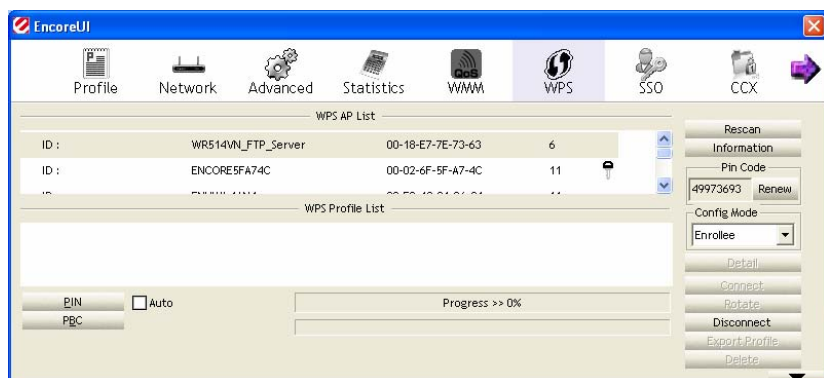 EncoreUI
Profile Network Advanced Statistics QoS WMM WPS SSO CCX
WPS AP List
ID : WR514VN_FTP_Server 00-18-E7-7E-73-63 6
ID : ENCORE5FA74C 00-02-6F-5F-A7-4C 11
WPS Profile List
Rescan
Information
Pin Code
49973693 Renew
Config Mode
Enrollee
Detail
Connect
Rotate
Disconnect
Export Profile
Delete
PIN Auto Progress >> 0%
PBC